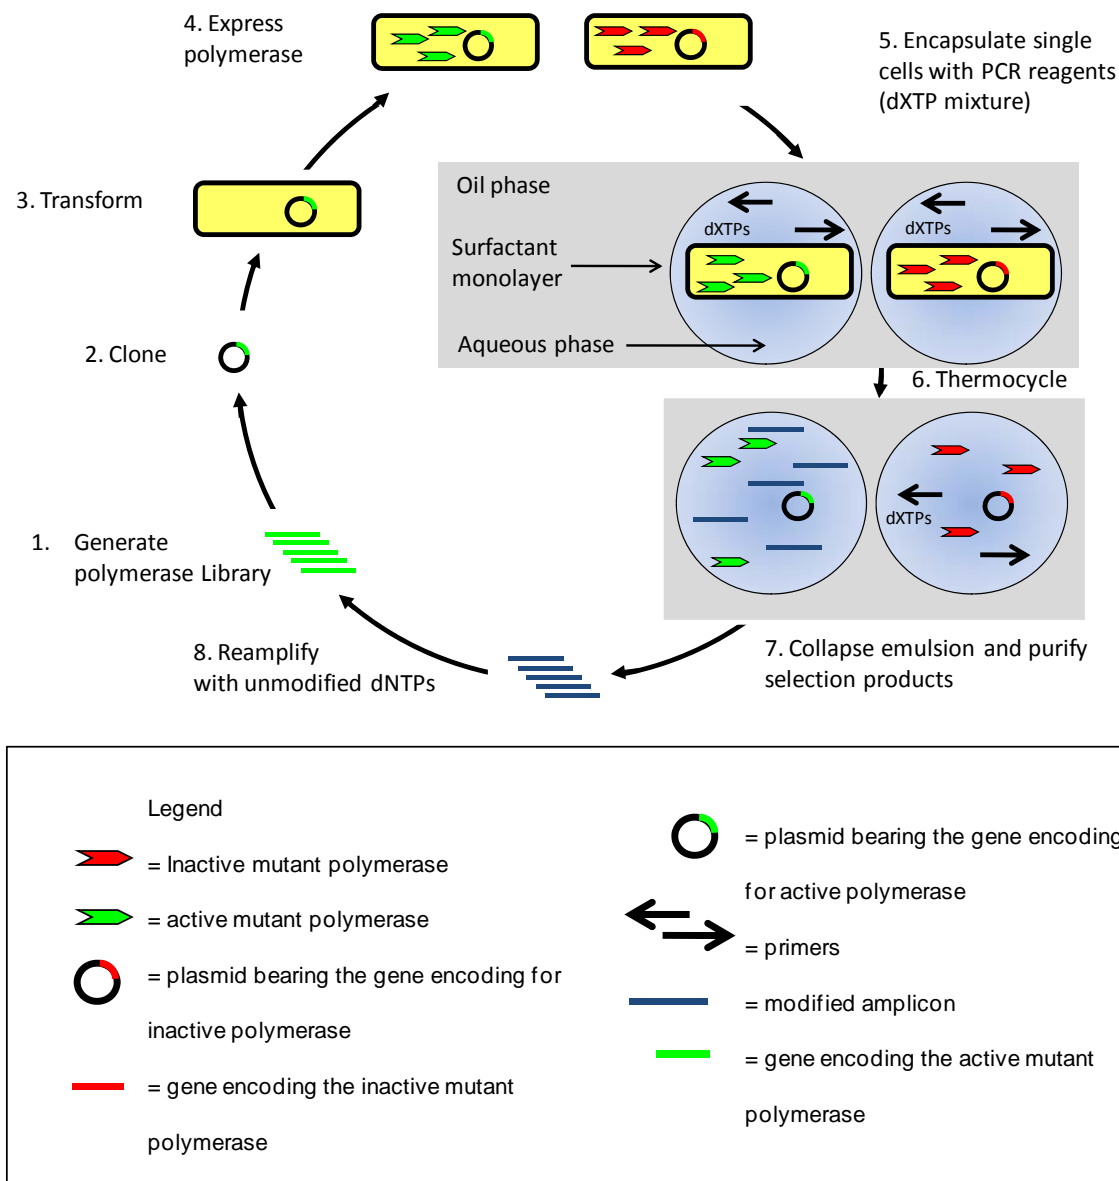 4. Express
polymerase
5. Encapsulate single
cells with PCR reagents
(dXTP mixture)
3. Transform
Oil phase
dXTPs
dXTPs
Surfactant
monolayer
Aqueous phase
2. Clone
6. Thermocycle
dXTPs
1. Generate
polymerase Library
8. Reamplify
with unmodified dNTPs
7. Collapse emulsion and purify
selection products
Legend
= Inactive mutant polymerase
= active mutant polymerase
= plasmid bearing the gene encoding for
inactive polymerase
= gene encoding the inactive mutant
polymerase
= plasmid bearing the gene encoding
for active polymerase
= primers
= modified amplicon
= gene encoding the active mutant
polymerase